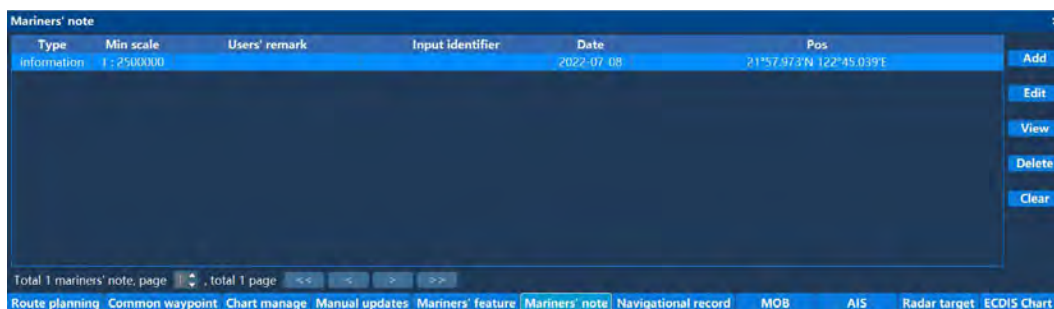 Mariners' note
Type Min scale Users' remark Input identifier Date Pos
information 1 : 2500000 2022-07-08 21°57.973'N 122°45.039'E
Add
Edit
View
Delete
Clear
Total 1 mariners' note, page 1 , total 1 page << < > >>
Route planning Common waypoint Chart manage Manual updates Mariners' feature Mariners' note Navigational record MOB AIS Radar target ECDIS Chart